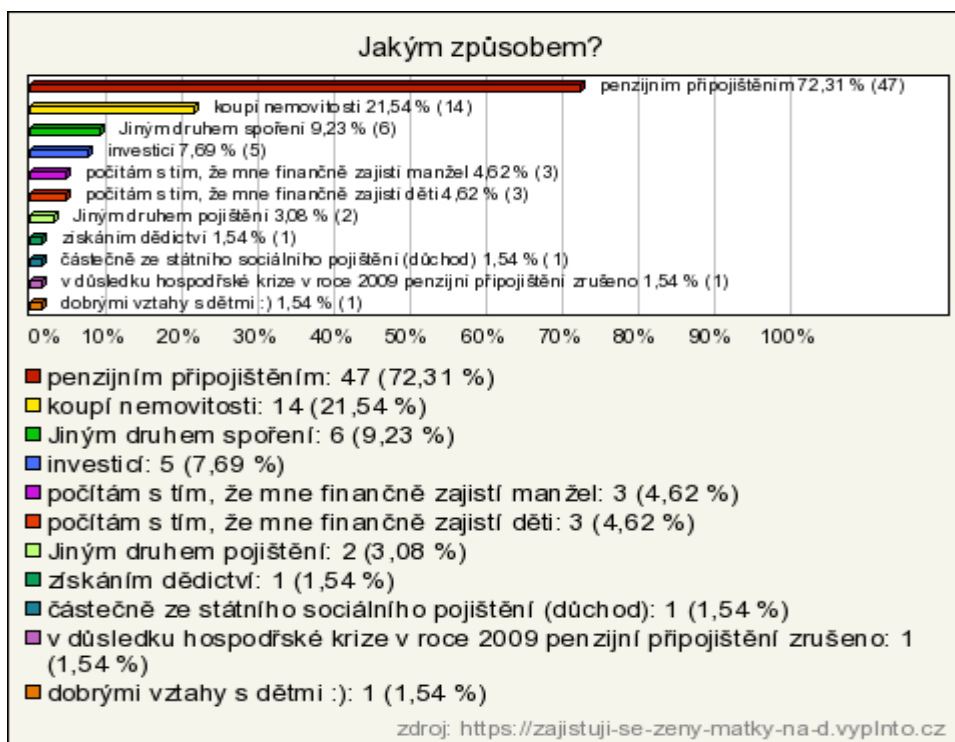 Jakým způsobem?
penzijním připojištěním 72,31 % (47)
koupí nemovitosti 21,54 % (14)
Jiným druhem spoření 9,23 % (6)
investicí 7,69 % (5)
počítám s tím, že mne finančně zajistí manžel 4,62 % (3)
počítám s tím, že mne finančně zajistí děti 4,62 % (3)
Jiným druhem pojištění 3,08 % (2)
získáním dědictví 1,54 % (1)
částečně ze státního sociálního pojištění (důchod) 1,54 % (1)
v důsledku hospodřské krize v roce 2009 penzijní připojištění zrušeno 1,54 % (1)
dobrými vztahy s dětmi :) 1,54 % (1)
0% 10% 20% 30% 40% 50% 60% 70% 80% 90% 100%
penzijním připojištěním: 47 (72,31 %)
koupí nemovitosti: 14 (21,54 %)
Jiným druhem spoření: 6 (9,23 %)
investicí: 5 (7,69 %)
počítám s tím, že mne finančně zajistí manžel: 3 (4,62 %)
počítám s tím, že mne finančně zajistí děti: 3 (4,62 %)
Jiným druhem pojištění: 2 (3,08 %)
získáním dědictví: 1 (1,54 %)
částečně ze státního sociálního pojištění (důchod): 1 (1,54 %)
v důsledku hospodřské krize v roce 2009 penzijní připojištění zrušeno: 1
(1,54 %)
dobrými vztahy s dětmi :): 1 (1,54 %)
zdroj: https://zajistuji-se-zeny-matky-na-d.vyplnto.cz